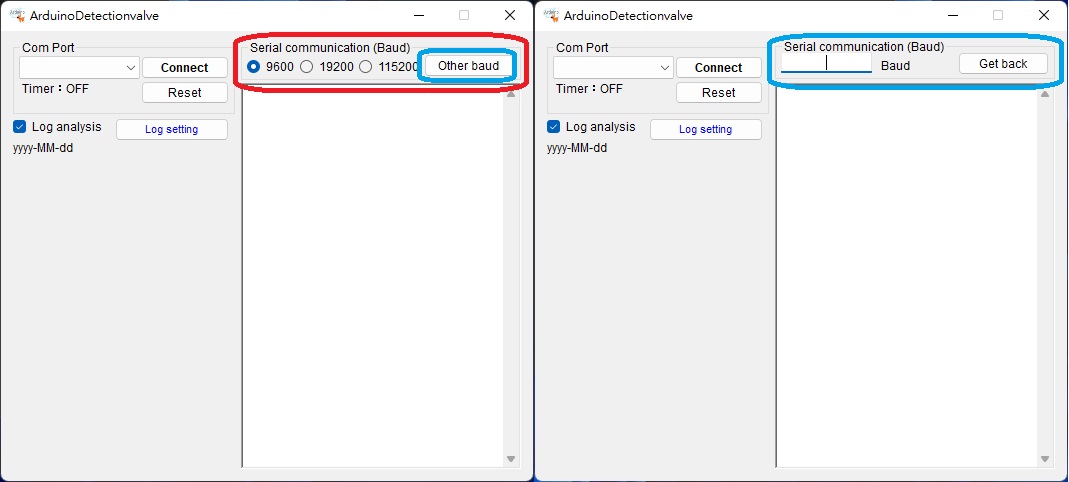 ArduinoDetectionvalve
Com Port
Connect
Timer：OFF
Reset
Log analysis
Log setting
yyyy-MM-dd
Serial communication (Baud)
9600 19200 115200 Other baud
ArduinoDetectionvalve
Com Port
Connect
Timer：OFF
Reset
Log analysis
Log setting
yyyy-MM-dd
Serial communication (Baud)
Baud Get back